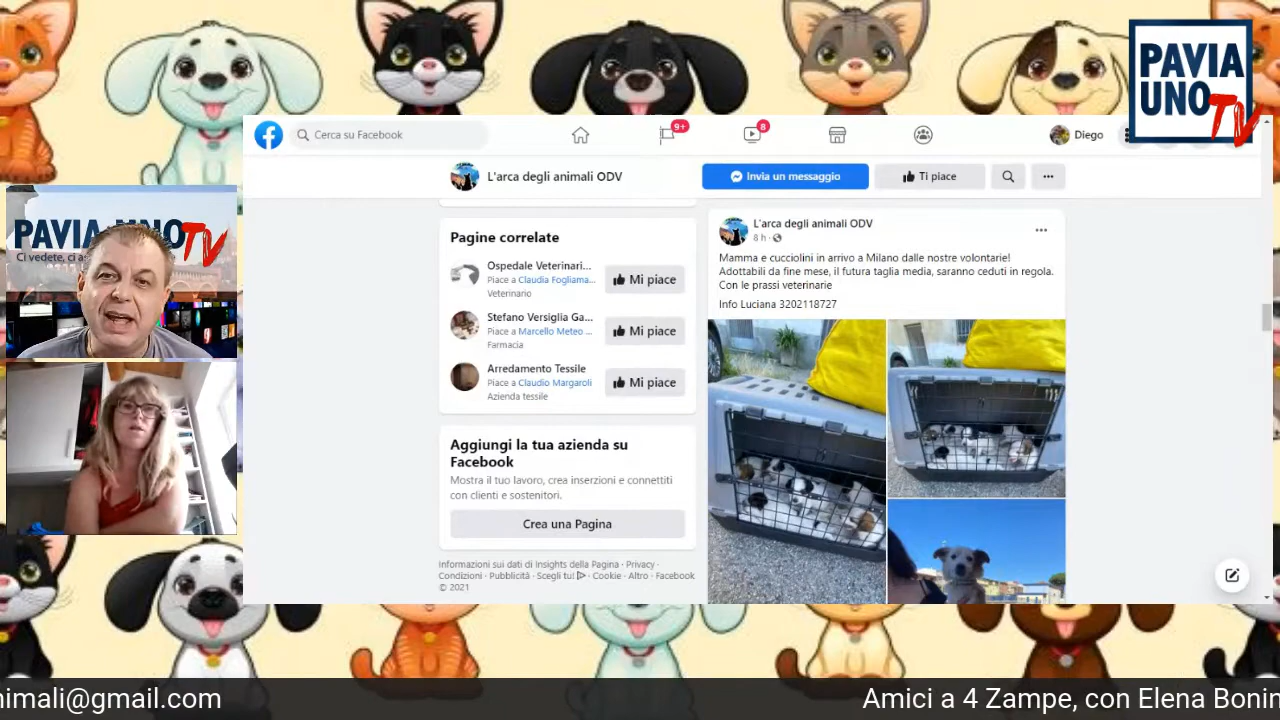 PAVIA
UNO
TV
Cerca su Facebook
9+
8
Diego
L'arca degli animali ODV
Invia un messaggio
Ti piace
PAVIA UNO TV
Pagine correlate
Ospedale Veterinari...
Piace a Claudia Fogliama...
Veterinario
Mi piace
Stefano Versiglia Ga...
Piace a Marcello Meteo ...
Farmacia
Mi piace
Arredamento Tessile
Piace a Claudio Margaroli
Azienda tessile
Mi piace
Aggiungi la tua azienda su
Facebook
Mostra il tuo lavoro, crea inserzioni e connettiti
con clienti e sostenitori.
Crea una Pagina
Informazioni sui dati di Insights della Pagina · Privacy ·
Condizioni · Pubblicità · Scegli tu! · Cookie · Altro · Facebook
© 2021
L'arca degli animali ODV
8 h ·
Mamma e cucciolini in arrivo a Milano dalle nostre volontarie!
Adottabili da fine mese, il futura taglia media, saranno ceduti in regola.
Con le prassi veterinarie
Info Luciana 3202118727
nimali@gmail.com
Amici a 4 Zampe, con Elena Bonin